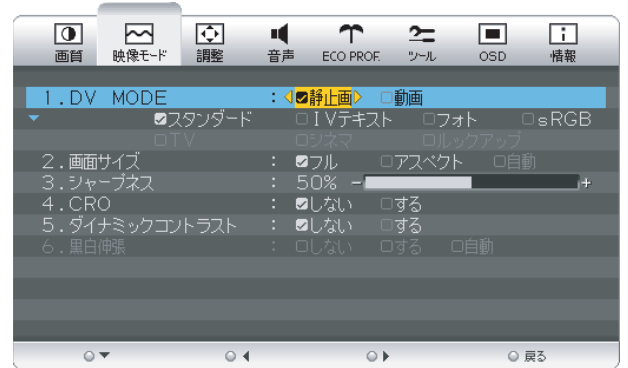 画質 映像モード 調整 音声 ECO PROF. ツール OSD 情報
1.DV MODE : 静止画 動画
スタンダード IVテキスト フォト sRGB
TV シネマ ルックアップ
2.画面サイズ : フル アスペクト 自動
3.シャープネス : 50% − +
4.CRO : しない する
5.ダイナミックコントラスト : しない する
6.黒白伸張 : しない する 自動
戻る